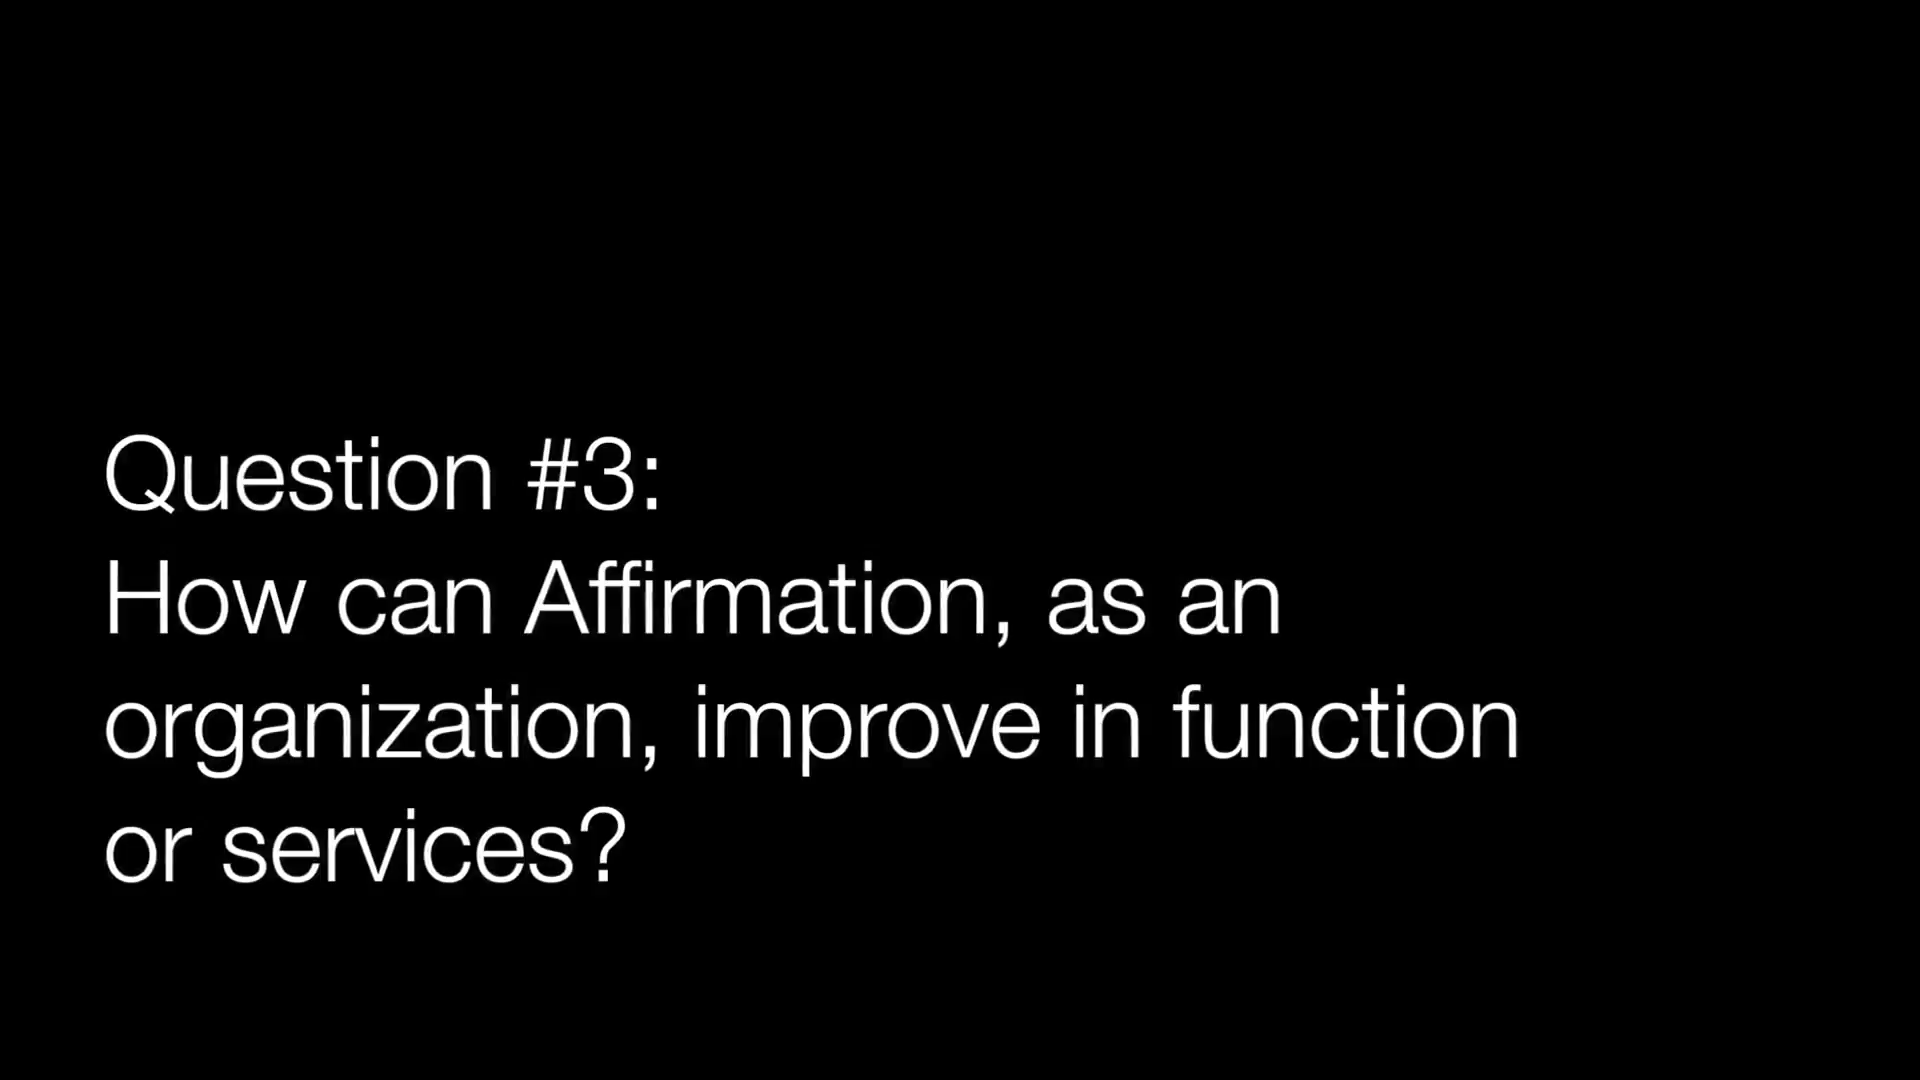 Question #3:
How can Affirmation, as an
organization, improve in function
or services?